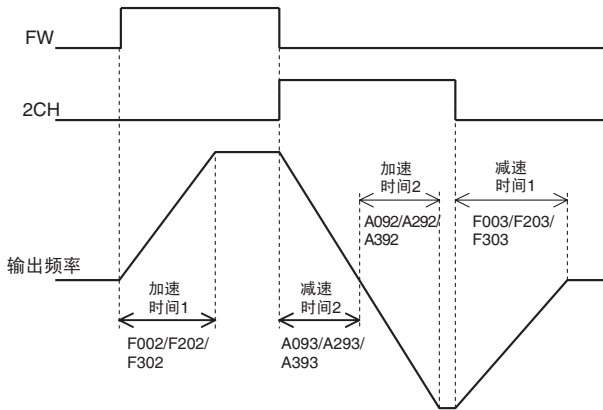 FW
2CH
加速
时间2
减速
时间1
A092/A292/
A392
F003/F203/
F303
输出频率
加速
时间1
减速
时间2
F002/F202/
F302
A093/A293/
A393